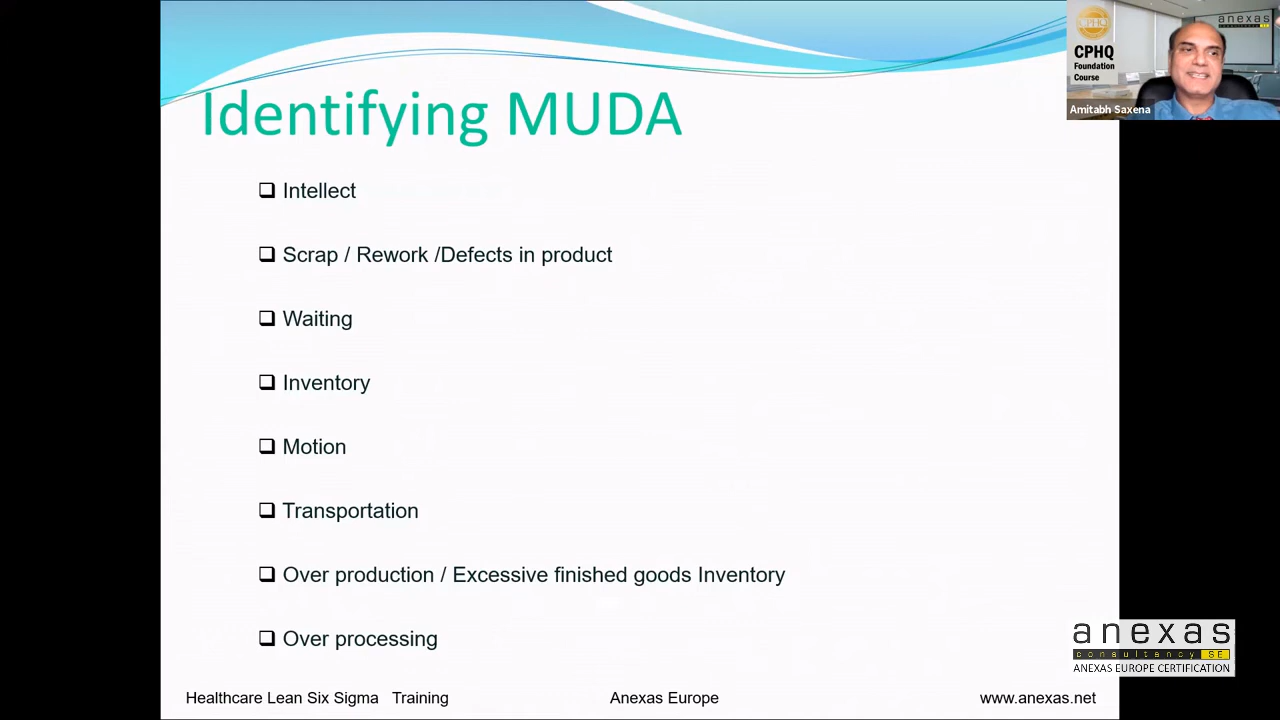 Identifying MUDA
Intellect
Scrap / Rework /Defects in product
Waiting
Inventory
Motion
Transportation
Over production / Excessive finished goods Inventory
Over processing
Healthcare Lean Six Sigma Training
Anexas Europe
www.anexas.net
CPHQ
CPHQ
Foundation
Course
Amitabh Saxena
anexas
anexas
consultancy SE
ANEXAS EUROPE CERTIFICATION